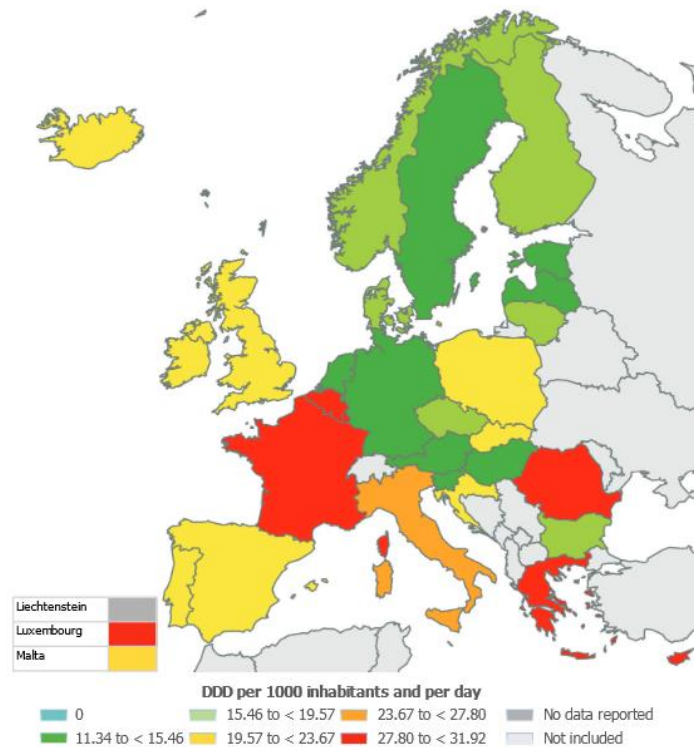 Liechtenstein
Luxembourg
Malta
DDD per 1000 inhabitants and per day
0 15.46 to < 19.57 23.67 to < 27.80 No data reported
11.34 to < 15.46 19.57 to < 23.67 27.80 to < 31.92 Not included